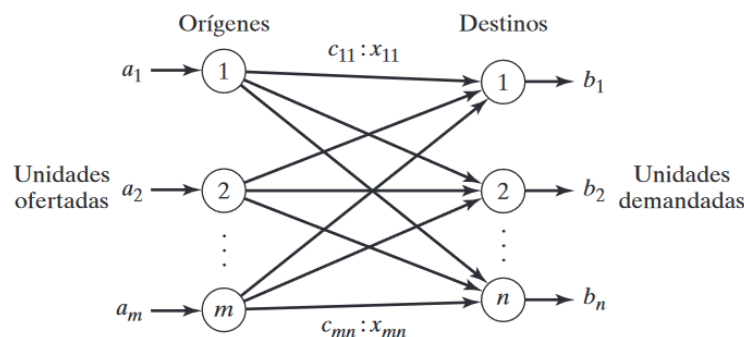 Orígenes
Destinos
c11 : x11
a1
1
1
b1
Unidades
ofertadas
a2
2
2
b2
Unidades
demandadas
⋮
⋮
am
m
n
bn
cmn : xmn